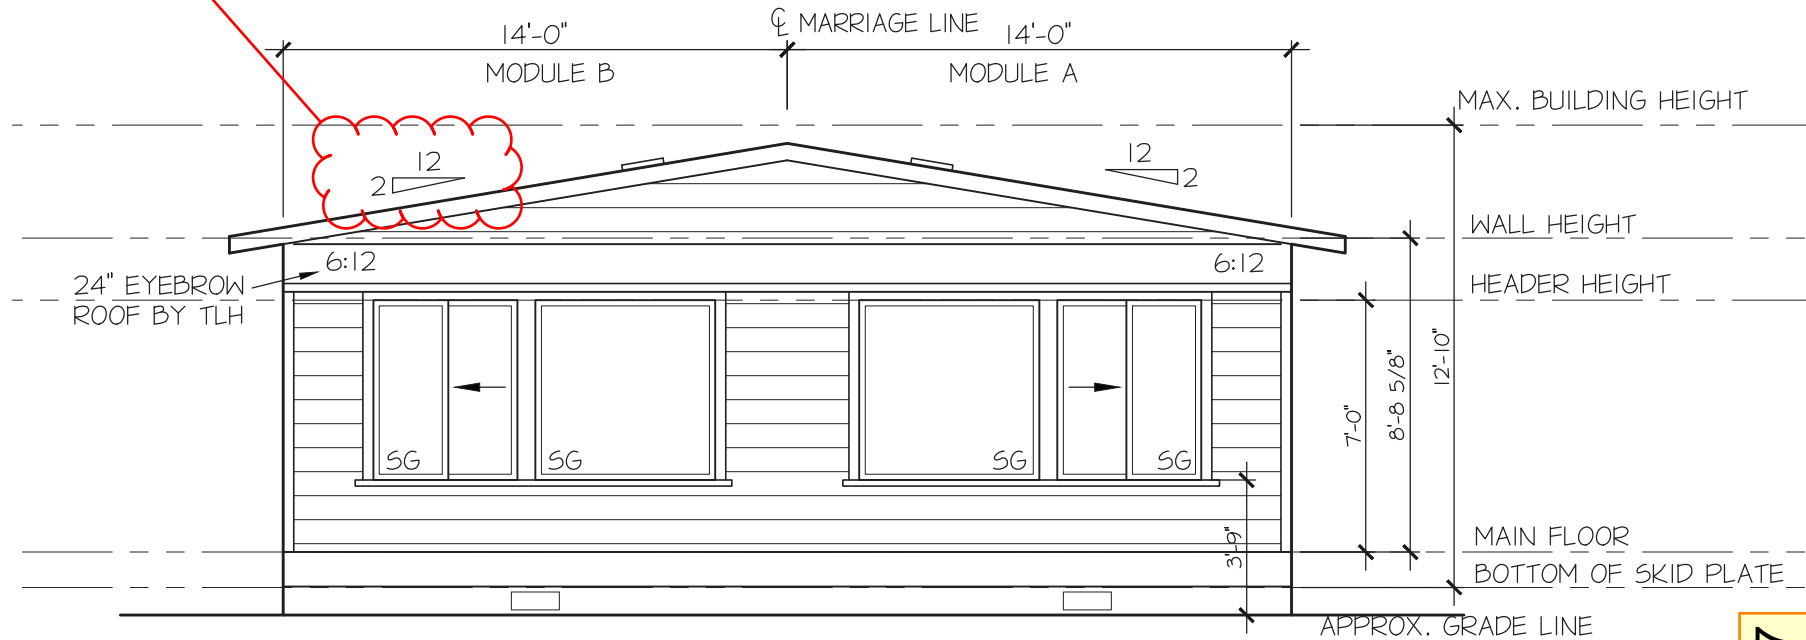 ℄ MARRIAGE LINE
14'-0"
14'-0"
MODULE B
MODULE A
MAX. BUILDING HEIGHT
12
2
12
2
WALL HEIGHT
6:12
6:12
24" EYEBROW
ROOF BY TLH
HEADER HEIGHT
12'-10"
8'-8 5/8"
7'-0"
SG
SG
SG
SG
3'-9"
MAIN FLOOR
BOTTOM OF SKID PLATE
APPROX. GRADE LINE
7